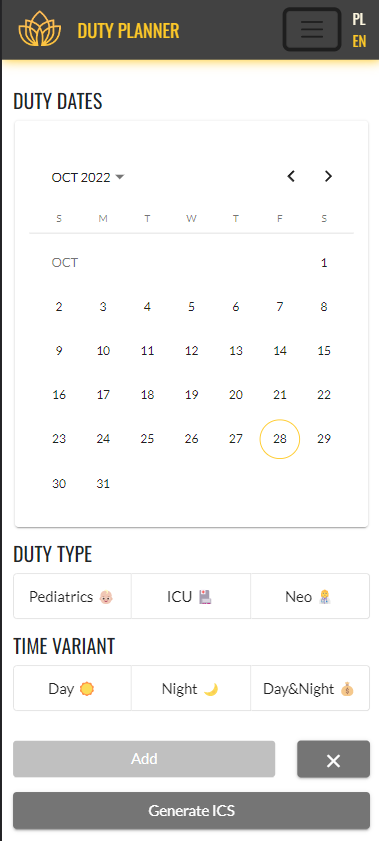 DUTY PLANNER
PL
EN
DUTY DATES
OCT 2022
S M T W T F S
OCT 1
2 3 4 5 6 7 8
9 10 11 12 13 14 15
16 17 18 19 20 21 22
23 24 25 26 27 28 29
30 31
DUTY TYPE
Pediatrics ICU Neo
TIME VARIANT
Day Night Day&Night
Add
Generate ICS